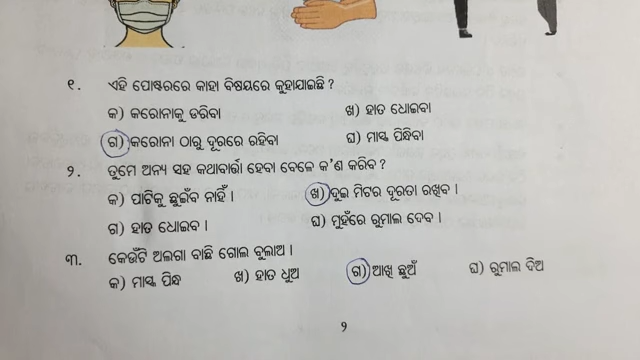 ୧. ଏହି ପୋଷ୍ଟରରେ କାହା ବିଷୟରେ କୁହାଯାଇଛି ?
କ) କରୋନାକୁ ଡରିବା ଖ) ହାତ ଧୋଇବା
ଗ) କରୋନା ଠାରୁ ଦୂରରେ ରହିବା ଘ) ମାସ୍କ ପିନ୍ଧିବା
୨. ତୁମେ ଅନ୍ୟ ସହ କଥାବାର୍ତ୍ତା ହେବା ବେଳେ କ'ଣ କରିବ ?
କ) ପାଟିକୁ ଛୁଇଁବ ନାହିଁ । ଖ) ଦୁଇ ମିଟର ଦୂରତା ରଖିବ ।
ଗ) ହାତ ଧୋଇବ । ଘ) ମୁହଁରେ ରୁମାଲ ଦେବ ।
୩. କେଉଁଟି ଅଲଗା ବାଛି ଗୋଲ ବୁଲାଅ ।
କ) ମାସ୍କ ପିନ୍ଧ ଖ) ହାତ ଧୁଅ ଗ) ଆଖି ଛୁଅଁ ଘ) ରୁମାଲ ଦିଅ
୨